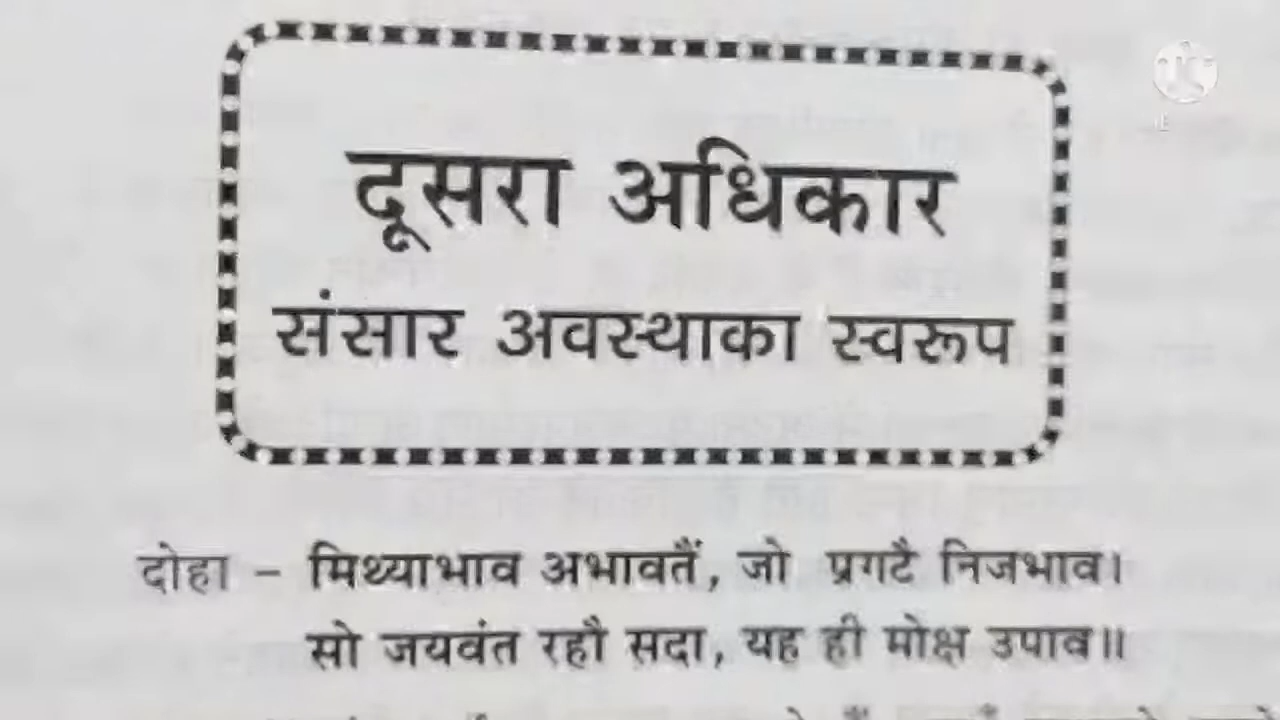 दूसरा अधिकार
संसार अवस्थाका स्वरूप
दोहा – मिथ्याभाव अभावतैं, जो प्रगटै निजभाव।
सो जयवंत रहौ सदा, यह ही मोक्ष उपाव॥